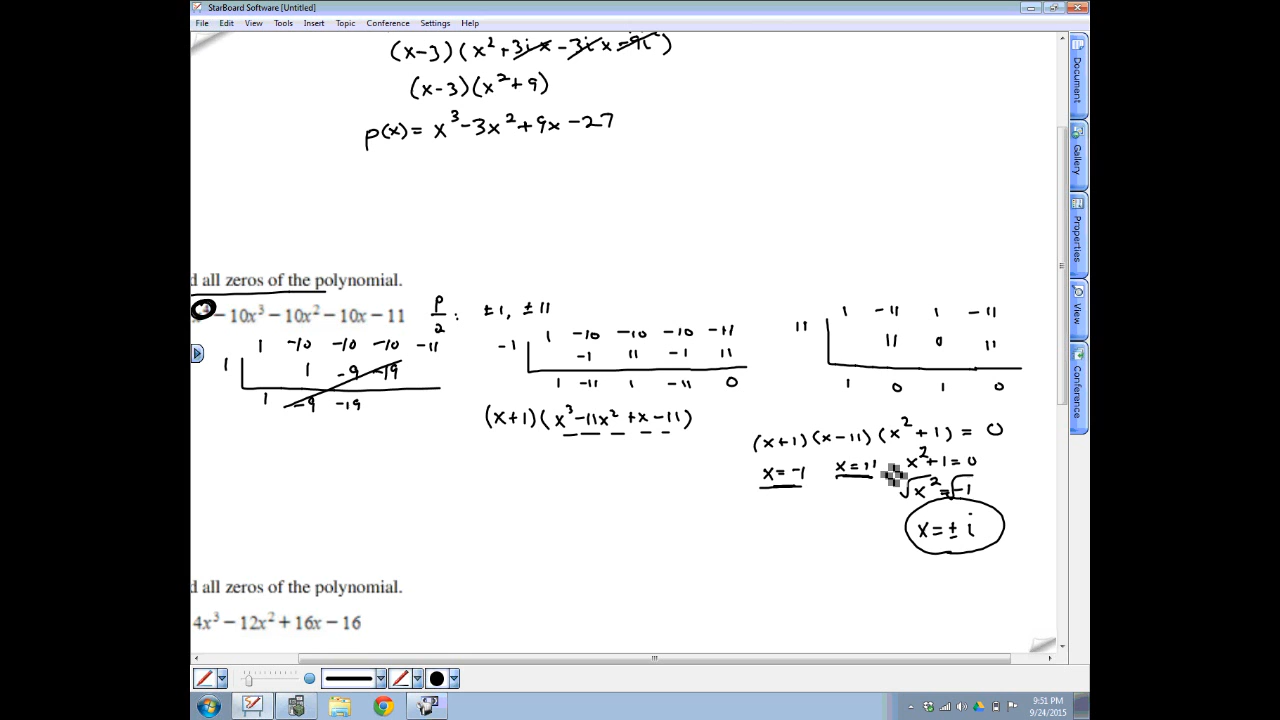 StarBoard Software [Untitled]
File Edit View Tools Insert Topic Conference Settings Help
(x-3)(x² + 3ix - 3ix - 9i²)
(x-3)(x²+9)
p(x) = x³ - 3x² + 9x - 27
d all zeros of the polynomial.
- 10x³ - 10x² - 10x - 11
p/q : ±1, ±11
1 -10 -10 -10 -11
1 1 -9 -19
1 -9 -19
1 -10 -10 -10 -11
-1 -1 11 -1 11
1 -11 1 -11 0
(x+1)(x³ - 11x² + x - 11)
1 -11 1 -11
11 11 0 11
1 0 1 0
(x+1)(x-11)(x²+1) = 0
x = -1 x = 11 x²+1=0
√x² = √-1
x = ± i
d all zeros of the polynomial.
4x³ - 12x² + 16x - 16
Document
Gallery
Properties
View
Conference
9:51 PM
9/24/2015